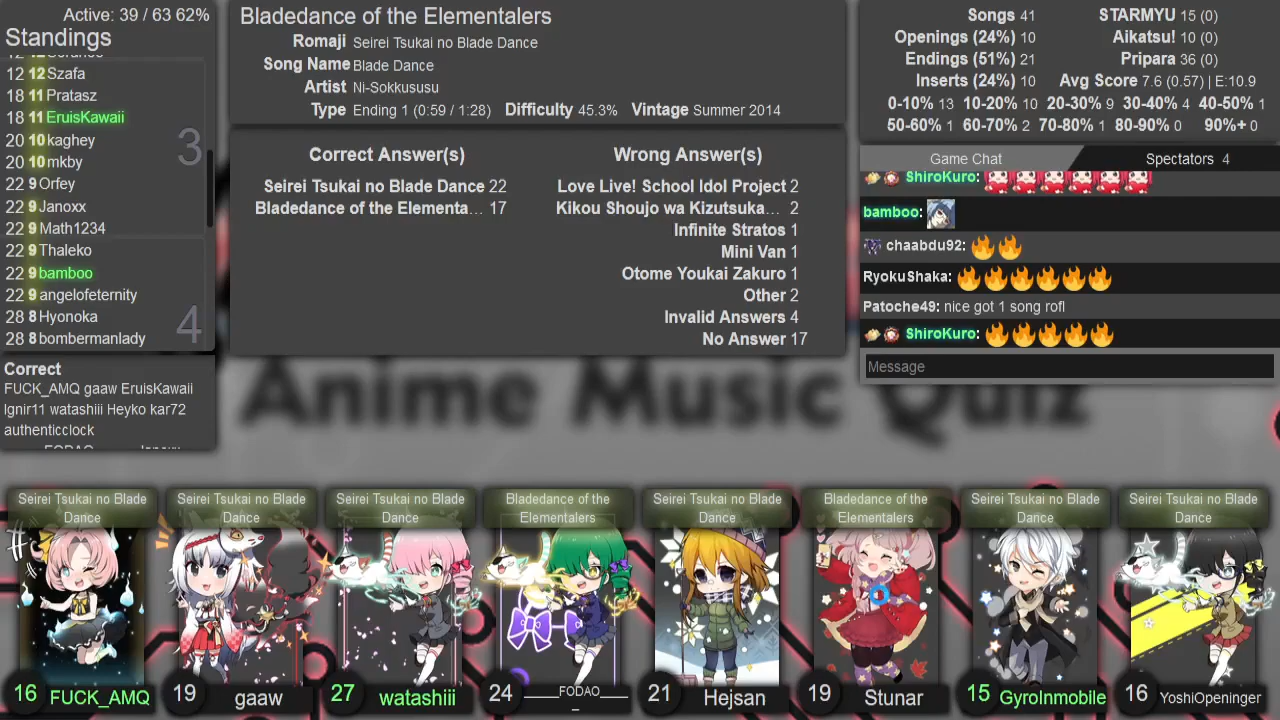 Active: 39 / 63 62%
Standings
12 12 Szafa
18 11 Pratasz
18 11 EruisKawaii
20 10 kaghey
20 10 mkby
22 9 Orfey
22 9 Janoxx
22 9 Math1234
22 9 Thaleko
22 9 bamboo
22 9 angelofeternity
28 8 Hyonoka
28 8 bombermanlady
3
4
Correct
FUCK_AMQ gaaw EruisKawaii
Ignir11 watashiii Heyko kar72
authenticclock
Bladedance of the Elementalers
Romaji Seirei Tsukai no Blade Dance
Song Name Blade Dance
Artist Ni-Sokkususu
Type Ending 1 (0:59 / 1:28) Difficulty 45.3% Vintage Summer 2014
Correct Answer(s)
Seirei Tsukai no Blade Dance 22
Bladedance of the Elementa... 17
Wrong Answer(s)
Love Live! School Idol Project 2
Kikou Shoujo wa Kizutsuka... 2
Infinite Stratos 1
Mini Van 1
Otome Youkai Zakuro 1
Other 2
Invalid Answers 4
No Answer 17
Songs 41 STARMYU 15 (0)
Openings (24%) 10 Aikatsu! 10 (0)
Endings (51%) 21 Pripara 36 (0)
Inserts (24%) 10 Avg Score 7.6 (0.57) | E:10.9
0-10% 13 10-20% 10 20-30% 9 30-40% 4 40-50% 1
50-60% 1 60-70% 2 70-80% 1 80-90% 0 90%+ 0
Game Chat Spectators 4
ShiroKuro:
bamboo:
chaabdu92:
RyokuShaka:
Patoche49: nice got 1 song rofl
ShiroKuro:
Message
Anime Music Quiz
Seirei Tsukai no Blade
Dance
Seirei Tsukai no Blade
Dance
Seirei Tsukai no Blade
Dance
Bladedance of the
Elementalers
Seirei Tsukai no Blade
Dance
Bladedance of the
Elementalers
Seirei Tsukai no Blade
Dance
Seirei Tsukai no Blade
Dance
16 FUCK_AMQ
19 gaaw
27 watashiii
24 _____FODAO_____
21 Hejsan
19 Stunar
15 GyroInmobile
16 YoshiOpeninger